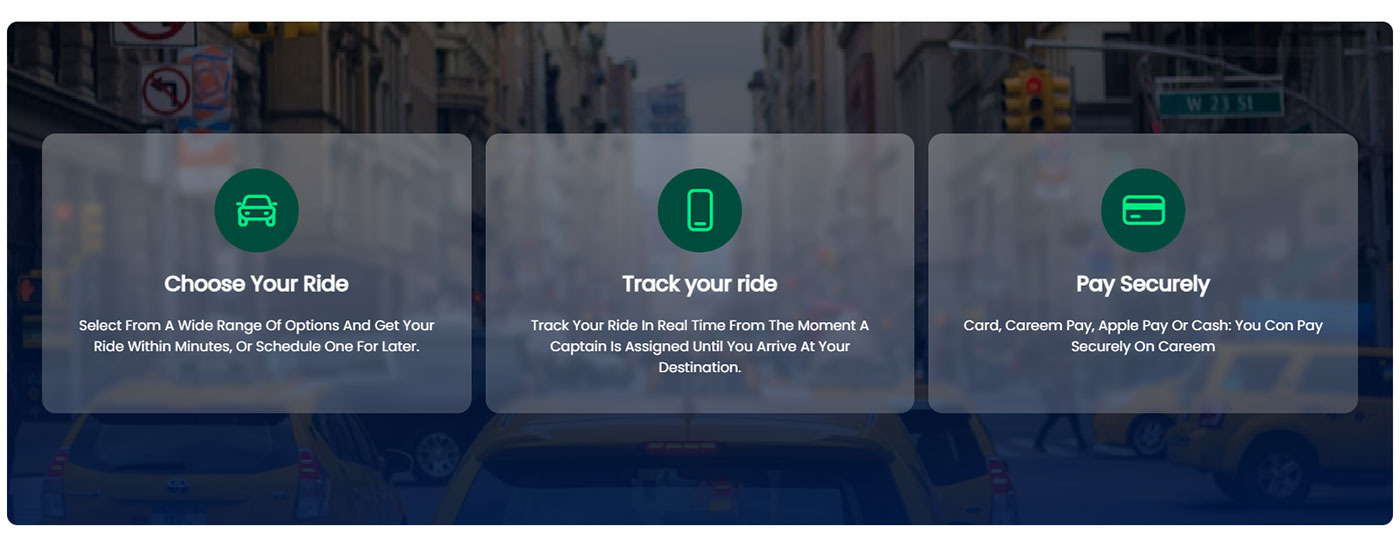 W 23 St
Choose Your Ride
Select From A Wide Range Of Options And Get Your
Ride Within Minutes, Or Schedule One For Later.
Track your ride
Track Your Ride In Real Time From The Moment A
Captain Is Assigned Until You Arrive At Your
Destination.
Pay Securely
Card, Careem Pay, Apple Pay Or Cash: You Con Pay
Securely On Careem